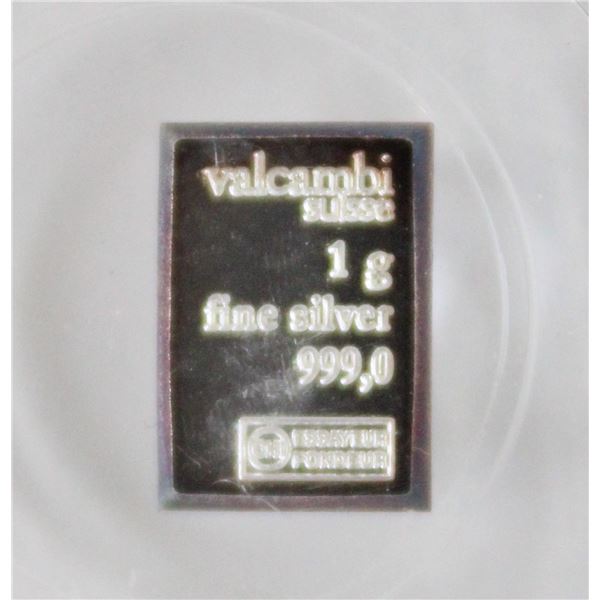 valcambi
suisse
1 g
fine silver
999,0
ESSAYEUR
FONDEUR